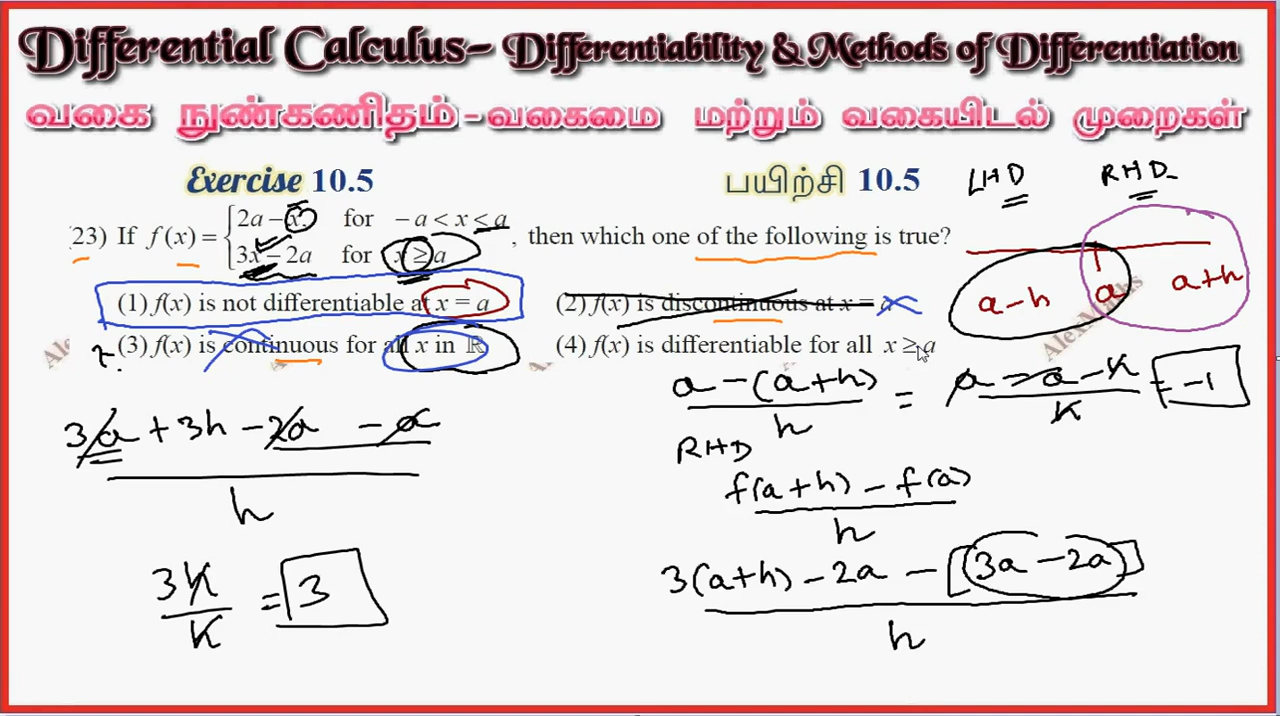 Differential Calculus- Differentiability & Methods of Differentiation
வகை நுண்கணிதம் - வகைமை மற்றும் வகையிடல் முறைகள்
Exercise 10.5 பயிற்சி 10.5
LHD RHD
23) If f(x) = { 2a - x for -a < x < a
3x - 2a for x ≥ a , then which one of the following is true?
(1) f(x) is not differentiable at x = a (2) f(x) is discontinuous at x = a
(3) f(x) is continuous for all x in ℝ (4) f(x) is differentiable for all x ≥ a
a-h a a+h
a - (a+h) / h = a - a - h / h = -1
3a + 3h - 2a - a / h
RHD
f(a+h) - f(a) / h
3h / h = 3
3(a+h) - 2a - [3a - 2a] / h